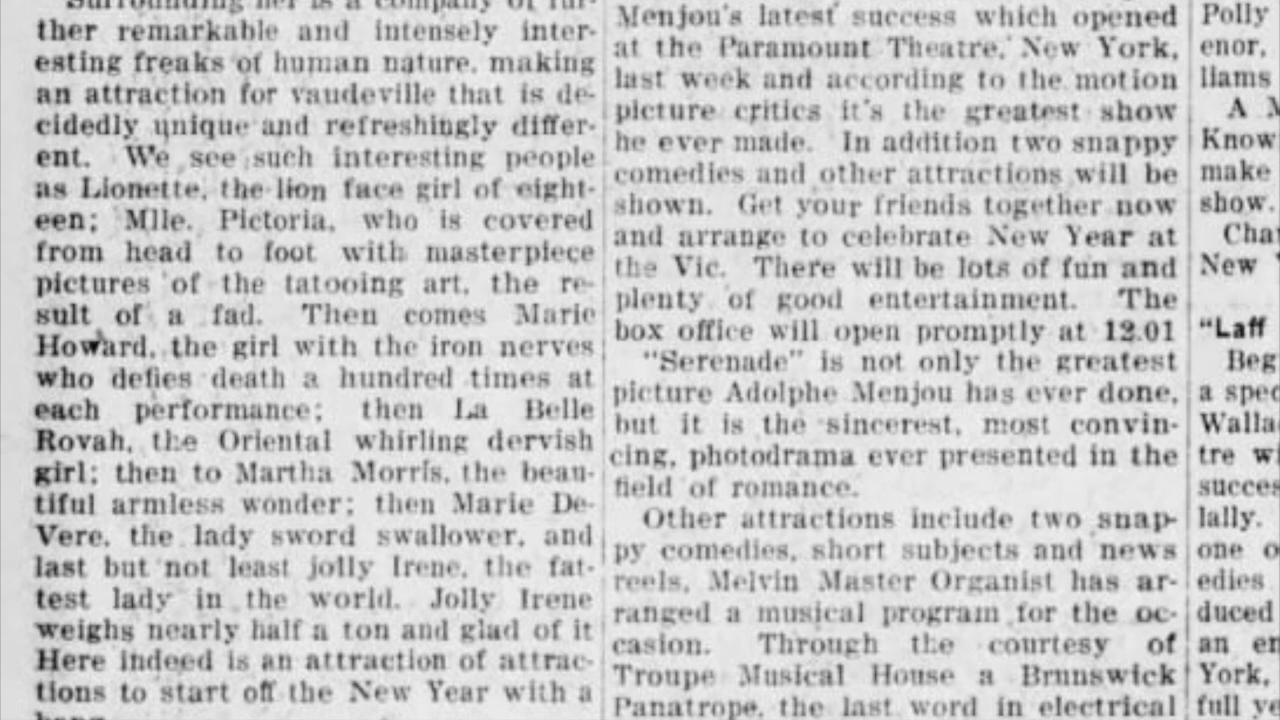 Surrounding her is a company of fur-
ther remarkable and intensely inter-
esting freaks of human nature, making
an attraction for vaudeville that is de-
cidedly unique and refreshingly differ-
ent. We see such interesting people
as Lionette, the lion face girl of eight-
een; Mlle. Pictoria, who is covered
from head to foot with masterpiece
pictures of the tatooing art, the re-
sult of a fad. Then comes Marie
Howard, the girl with the iron nerves
who defies death a hundred times at
each performance; then La Belle
Rovah, the Oriental whirling dervish
girl; then to Martha Morris, the beau-
tiful armless wonder; then Marie De-
Vere, the lady sword swallower, and
last but not least jolly Irene, the fat-
test lady in the world. Jolly Irene
weighs nearly half a ton and glad of it
Here indeed is an attraction of attrac-
tions to start off the New Year with a
Menjou's latest success which opened
at the Paramount Theatre, New York,
last week and according to the motion
picture critics it's the greatest show
he ever made. In addition two snappy
comedies and other attractions will be
shown. Get your friends together now
and arrange to celebrate New Year at
the Vic. There will be lots of fun and
plenty of good entertainment. The
box office will open promptly at 12.01
"Serenade" is not only the greatest
picture Adolphe Menjou has ever done,
but it is the sincerest, most convin-
cing, photodrama ever presented in the
field of romance.
Other attractions include two snap-
py comedies, short subjects and news
reels, Melvin Master Organist has ar-
ranged a musical program for the oc-
casion. Through the courtesy of
Troupe Musical House a Brunswick
Panatrope, the last word in electrical
Polly
enor,
liams
A M
Know
make
show.
Cha
New Y
"Laff
Beg
a spec
Walla
tre wi
succes
lally.
one o
edies
duced
an en
York,
full ye